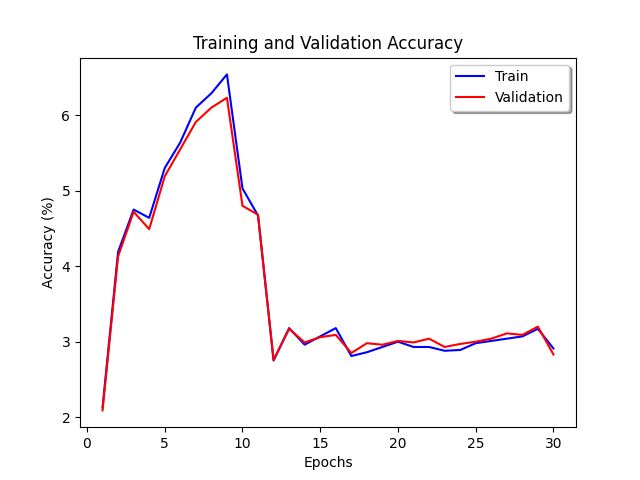 Training and Validation Accuracy
Train
Validation
6
5
4
3
2
Accuracy (%)
0 5 10 15 20 25 30
Epochs